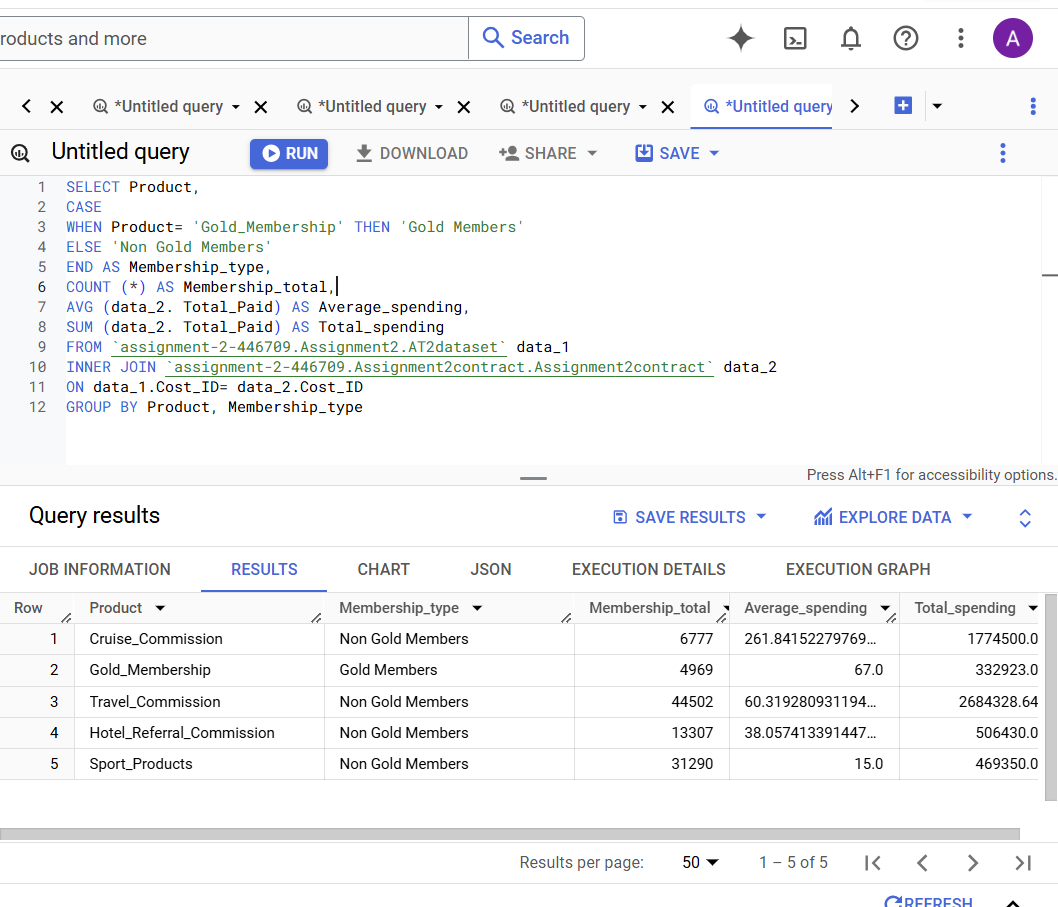 roducts and more
Search
A
*Untitled query
*Untitled query
*Untitled query
*Untitled query
Untitled query
RUN
DOWNLOAD
SHARE
SAVE
1 SELECT Product,
2 CASE
3 WHEN Product= 'Gold_Membership' THEN 'Gold Members'
4 ELSE 'Non Gold Members'
5 END AS Membership_type,
6 COUNT (*) AS Membership_total,
7 AVG (data_2. Total_Paid) AS Average_spending,
8 SUM (data_2. Total_Paid) AS Total_spending
9 FROM `assignment-2-446709.Assignment2.AT2dataset` data_1
10 INNER JOIN `assignment-2-446709.Assignment2contract.Assignment2contract` data_2
11 ON data_1.Cost_ID= data_2.Cost_ID
12 GROUP BY Product, Membership_type
Press Alt+F1 for accessibility options.
Query results
SAVE RESULTS
EXPLORE DATA
JOB INFORMATION
RESULTS
CHART
JSON
EXECUTION DETAILS
EXECUTION GRAPH
Row Product Membership_type Membership_total Average_spending Total_spending
1 Cruise_Commission Non Gold Members 6777 261.84152279769... 1774500.0
2 Gold_Membership Gold Members 4969 67.0 332923.0
3 Travel_Commission Non Gold Members 44502 60.319280931194... 2684328.64
4 Hotel_Referral_Commission Non Gold Members 13307 38.057413391447... 506430.0
5 Sport_Products Non Gold Members 31290 15.0 469350.0
Results per page: 50 1 – 5 of 5
REFRESH